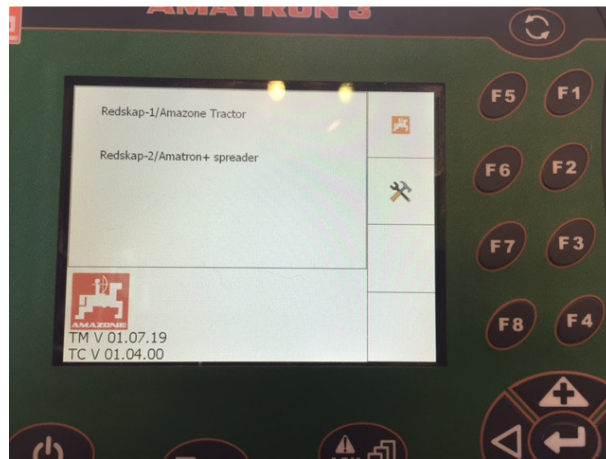 AMATRON 3
Redskap-1/Amazone Tractor
Redskap-2/Amatron+ spreader
AMAZONE
TM V 01.07.19
TC V 01.04.00
F5
F1
F6
F2
F7
F3
F8
F4